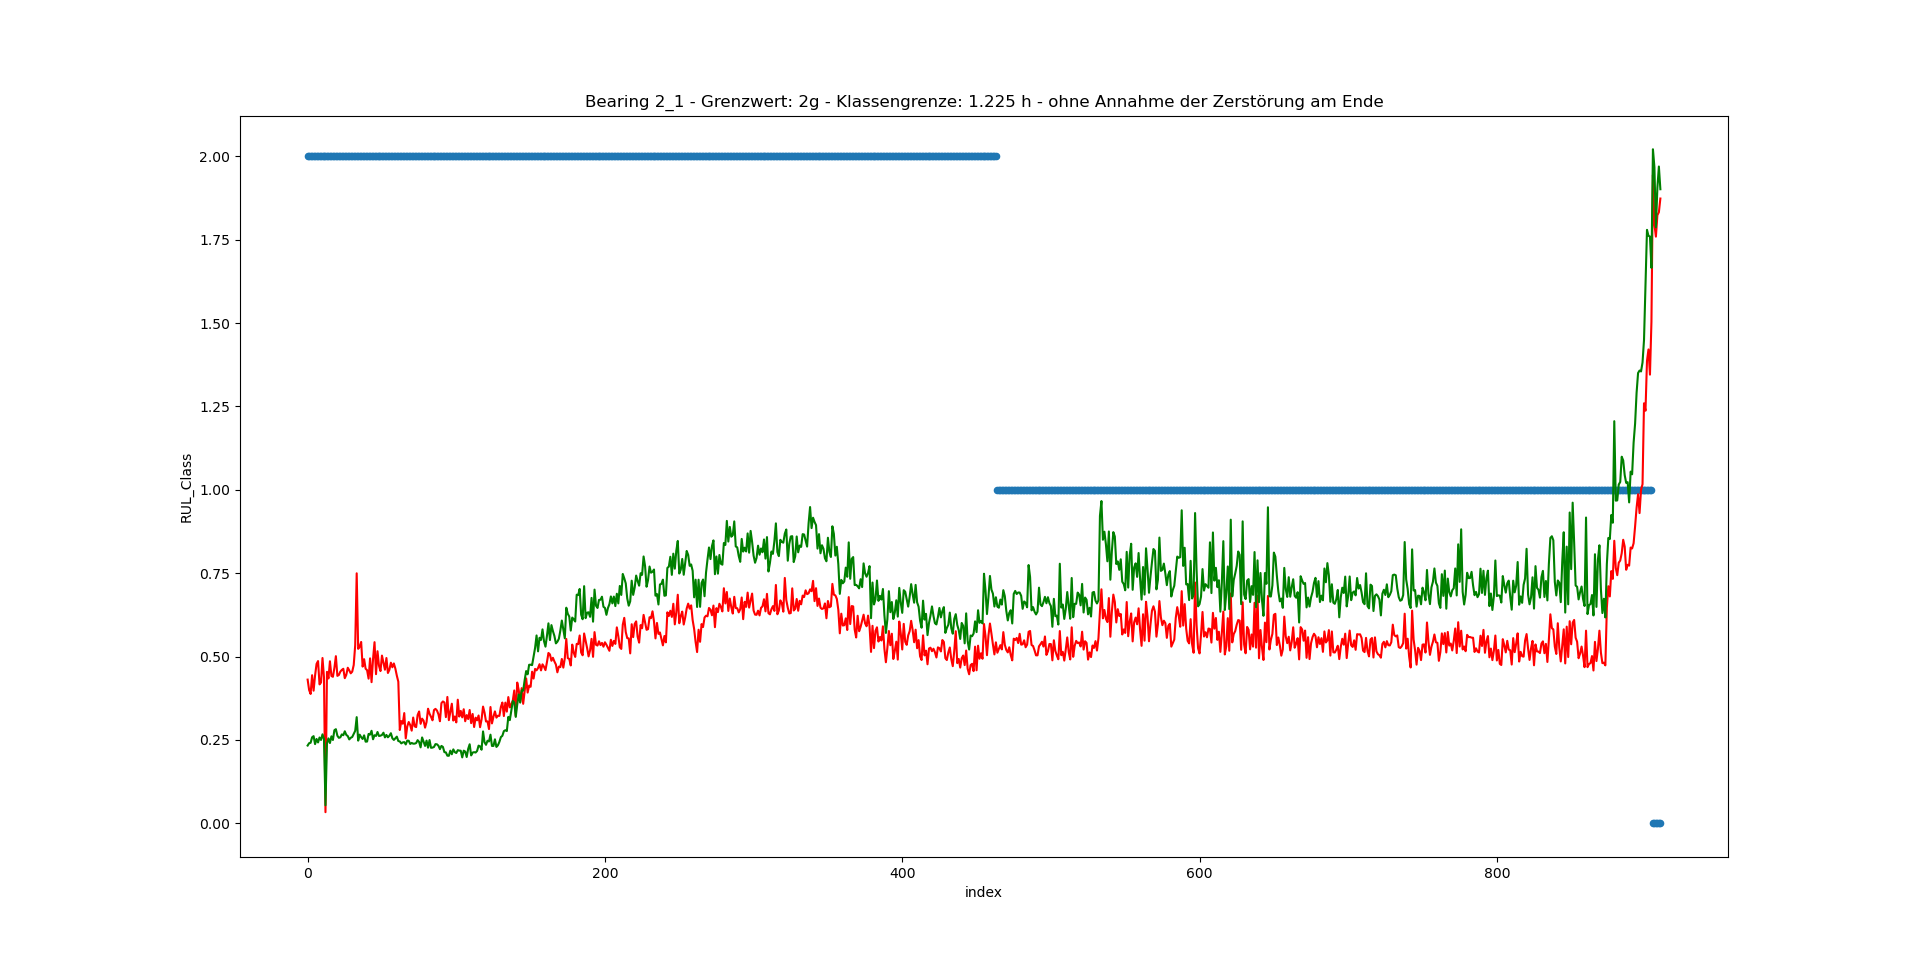 Bearing 2_1 - Grenzwert: 2g - Klassengrenze: 1.225 h - ohne Annahme der Zerstörung am Ende
2.00
1.75
1.50
1.25
1.00
0.75
0.50
0.25
0.00
RUL_Class
0 200 400 600 800
index